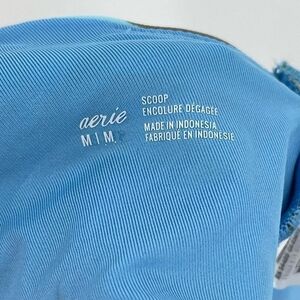 aerie
M | M
SCOOP
ENCOLURE DÉGAGÉE
MADE IN INDONESIA
FABRIQUÉ EN INDONÉSIE